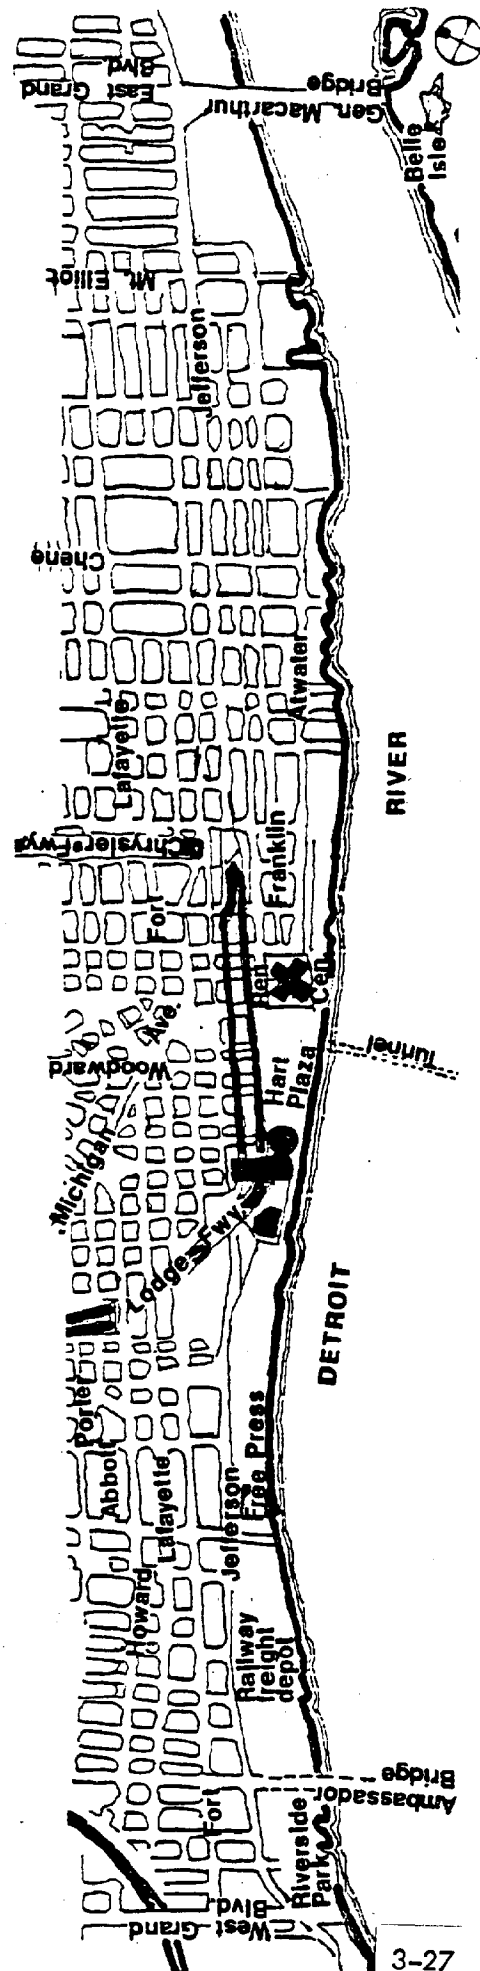 East Grand
Blvd.
Gen. Macarthur
Bridge
Belle
Isle
Mt. Elliot
Jefferson
Chene
Atwater
Lafayette
RIVER
Chrysler Fwy
Franklin
Fort
Ren
Cen
Woodward
Ave.
Tunnel
Hart
Plaza
Michigan
Lodge Fwy
DETROIT
Porter
Abbott
Lafayette
Free Press
Jefferson
Howard
Railway
freight
depot
Ambassador
Bridge
Fort
Riverside
Park
West Grand
Blvd.
3-27